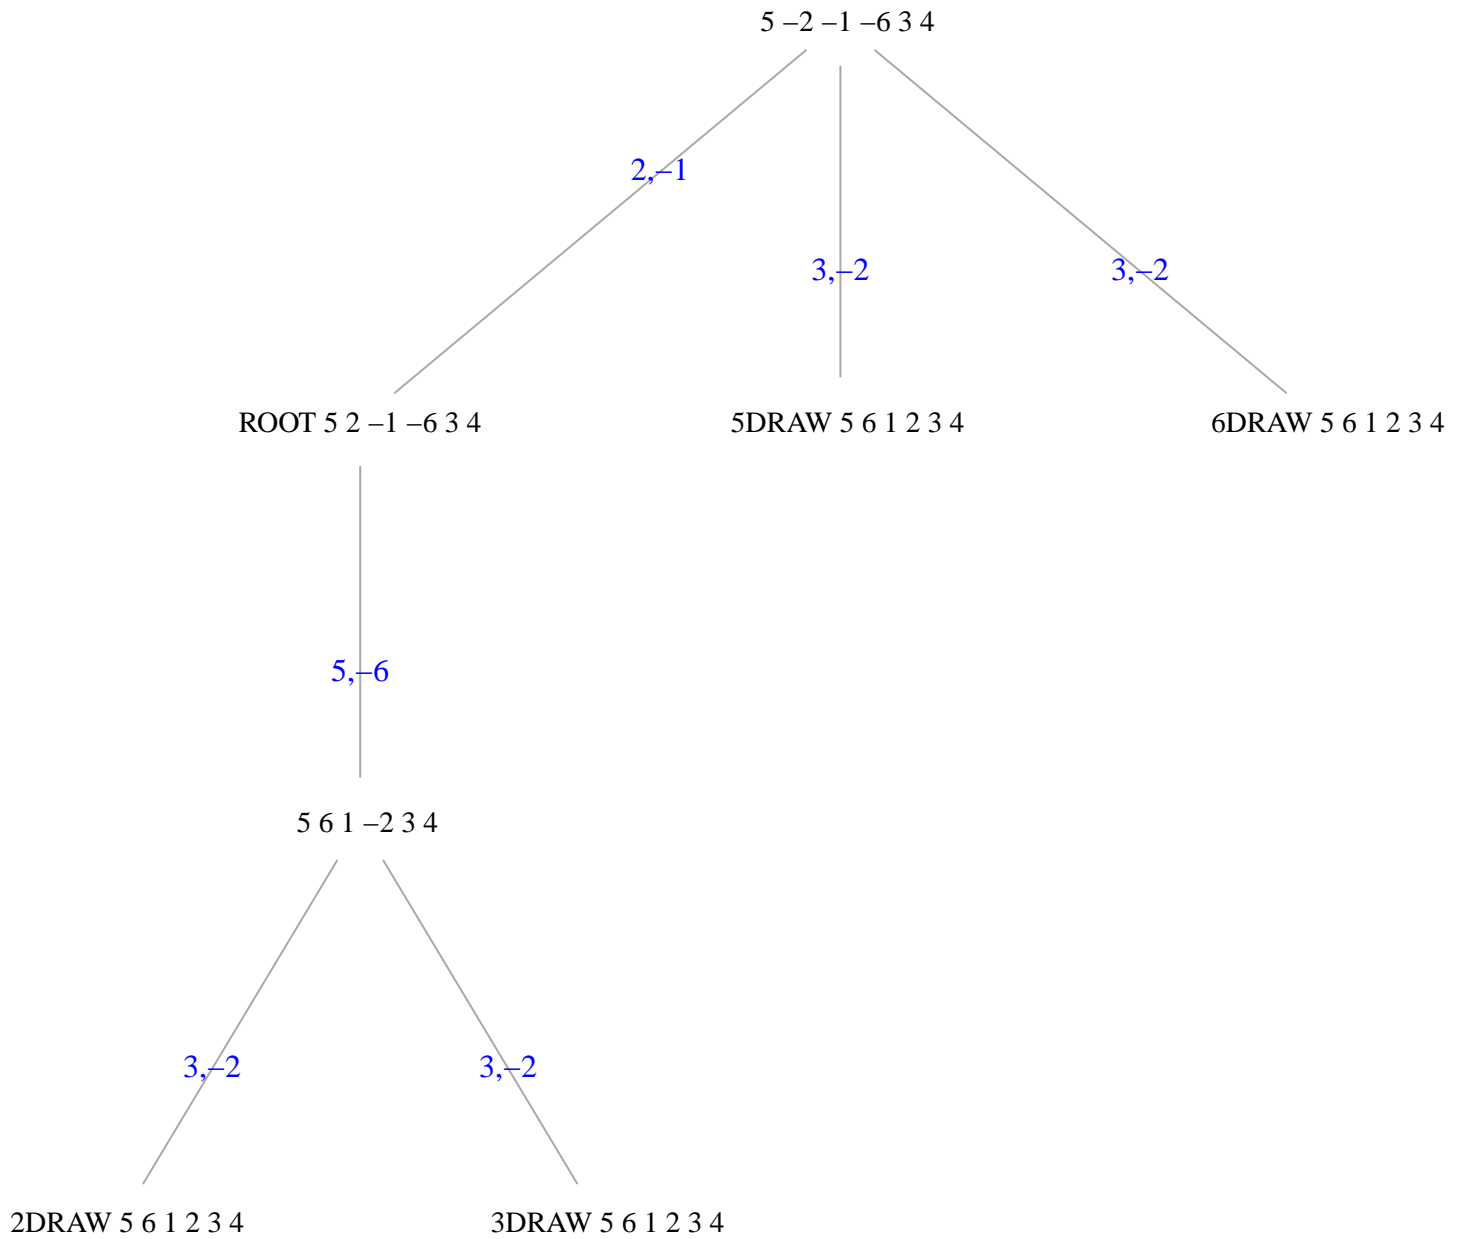 5 –2 –1 –6 3 4
2,–1
3,–2
3,–2
ROOT 5 2 –1 –6 3 4
5DRAW 5 6 1 2 3 4
6DRAW 5 6 1 2 3 4
5,–6
5 6 1 –2 3 4
3,–2
3,–2
2DRAW 5 6 1 2 3 4
3DRAW 5 6 1 2 3 4